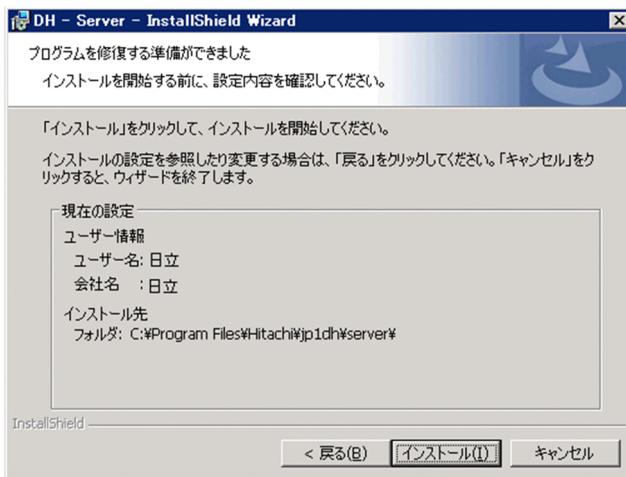 DH - Server - InstallShield Wizard
プログラムを修復する準備ができました
インストールを開始する前に、設定内容を確認してください。
「インストール」をクリックして、インストールを開始してください。
インストールの設定を参照したり変更する場合は、「戻る」をクリックしてください。「キャンセル」をク
リックすると、ウィザードを終了します。
現在の設定
ユーザー情報
ユーザー名: 日立
会社名 : 日立
インストール先
フォルダ: C:¥Program Files¥Hitachi¥jp1dh¥server¥
InstallShield
< 戻る(B) インストール(I) キャンセル